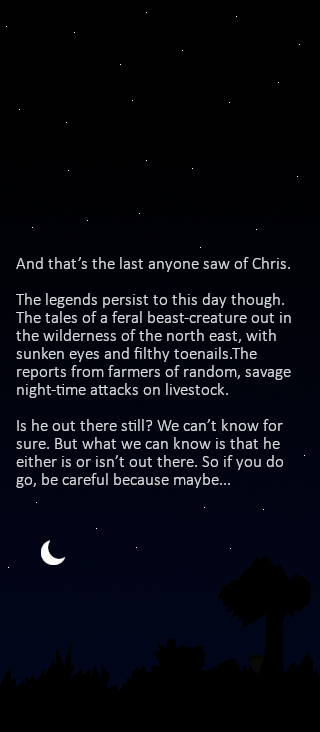 And that’s the last anyone saw of Chris.
The legends persist to this day though.
The tales of a feral beast-creature out in
the wilderness of the north east, with
sunken eyes and filthy toenails.The
reports from farmers of random, savage
night-time attacks on livestock.
Is he out there still? We can’t know for
sure. But what we can know is that he
either is or isn’t out there. So if you do
go, be careful because maybe...